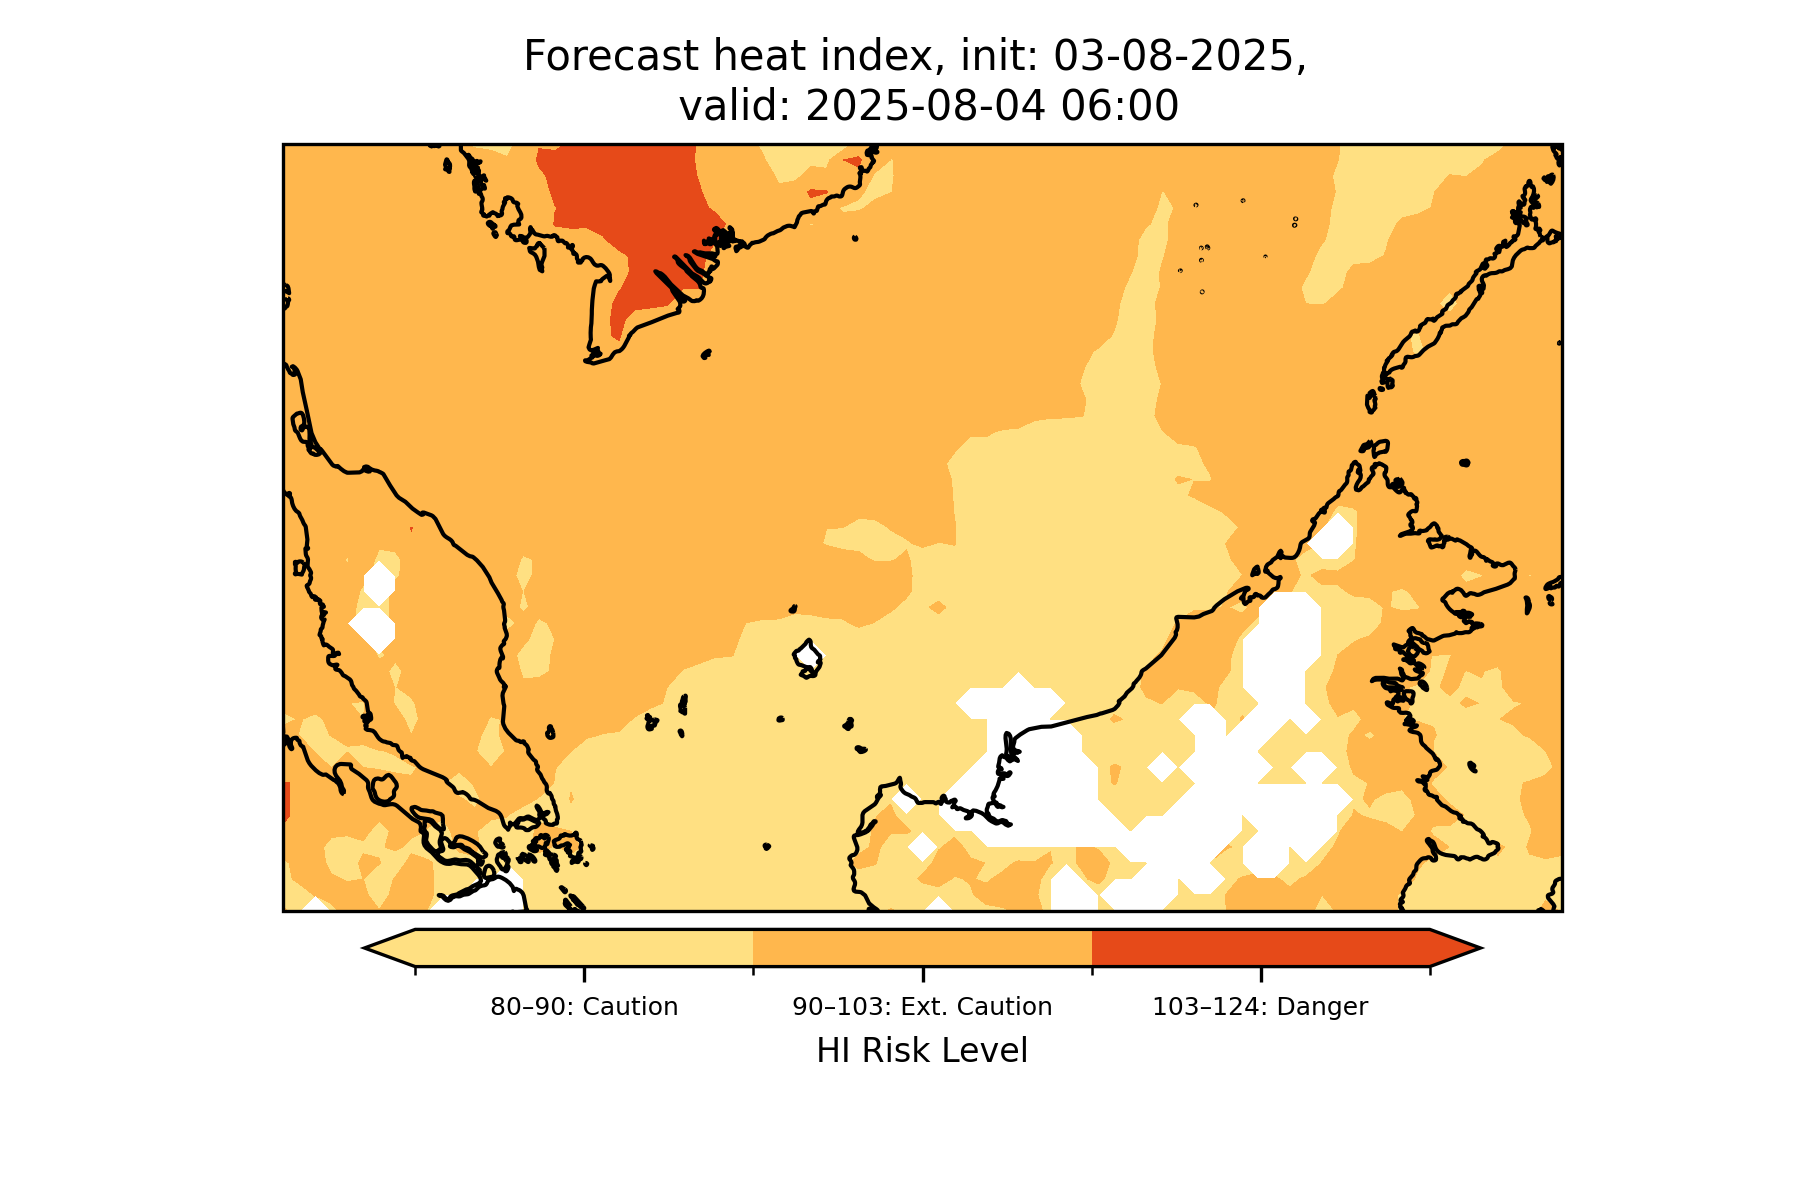 Forecast heat index, init: 03-08-2025,
valid: 2025-08-04 06:00
80–90: Caution
90–103: Ext. Caution
103–124: Danger
HI Risk Level